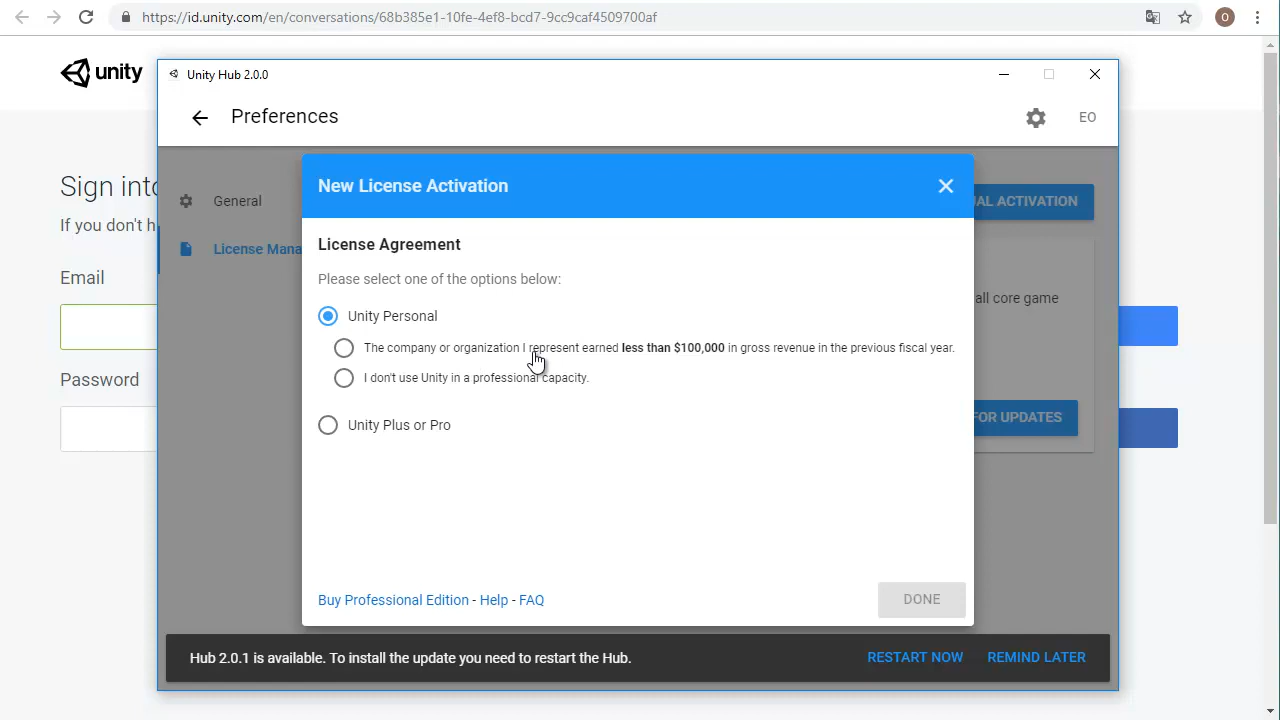 https://id.unity.com/en/conversations/68b385e1-10fe-4ef8-bcd7-9cc9caf4509700af
O
unity
Unity Hub 2.0.0
Preferences
EO
Sign into
If you don't h
Email
Password
General
License Mana
AL ACTIVATION
all core game
FOR UPDATES
New License Activation
License Agreement
Please select one of the options below:
Unity Personal
The company or organization I represent earned less than $100,000 in gross revenue in the previous fiscal year.
I don't use Unity in a professional capacity.
Unity Plus or Pro
Buy Professional Edition - Help - FAQ
DONE
Hub 2.0.1 is available. To install the update you need to restart the Hub.
RESTART NOW
REMIND LATER